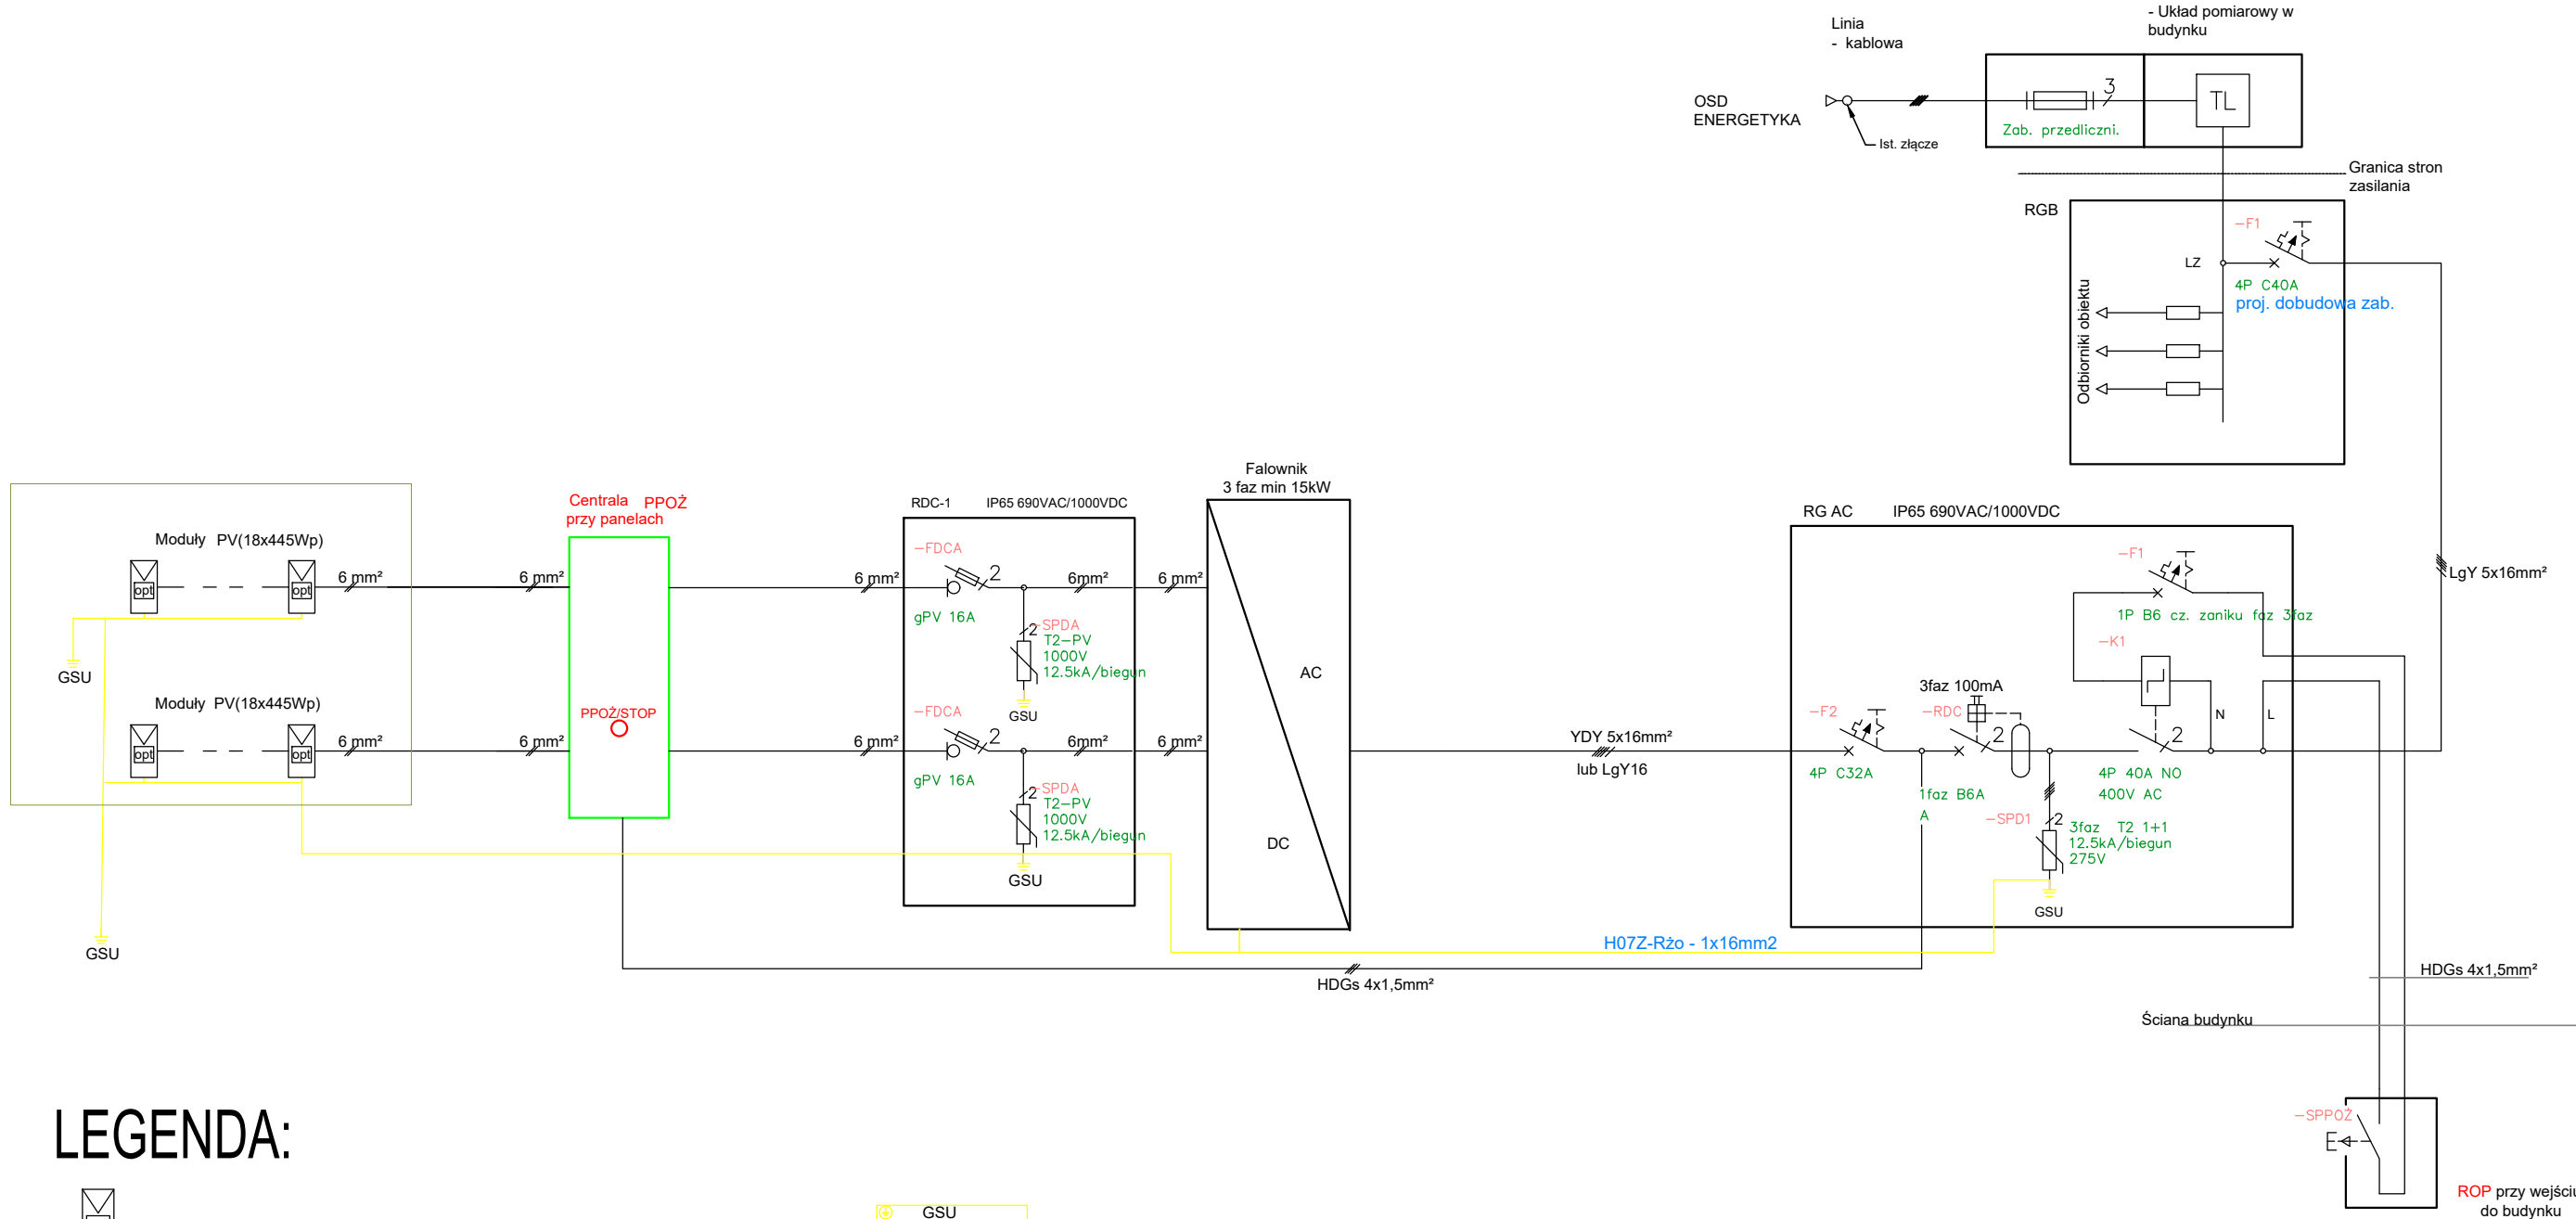 - Układ pomiarowy w
budynku
Linia
- kablowa
OSD
ENERGETYKA
Ist. złącze
3
TL
Zab. przedliczni.
Granica stron
zasilania
RGB
-F1
LZ
4P C40A
proj. dobudowa zab.
Odbiorniki obiektu
LgY 5x16mm²
Moduły PV(18x445Wp)
opt
opt
6 mm²
6 mm²
GSU
Moduły PV(18x445Wp)
opt
opt
6 mm²
6 mm²
GSU
Centrala PPOŻ
przy panelach
PPOŻ/STOP
RDC-1 IP65 690VAC/1000VDC
6 mm²
-FDCA
2
6mm²
6 mm²
gPV 16A
2
-SPDA
T2-PV
1000V
12.5kA/biegun
GSU
6 mm²
-FDCA
2
6mm²
6 mm²
gPV 16A
2
-SPDA
T2-PV
1000V
12.5kA/biegun
GSU
Falownik
3 faz min 15kW
AC
DC
YDY 5x16mm²
lub LgY16
RG AC IP65 690VAC/1000VDC
-F1
1P B6 cz. zaniku faz 3faz
-K1
3faz 100mA
-F2
-RDC
2
2
N
L
4P C32A
1faz B6A
A
4P 40A NO
400V AC
-SPD1
2
3faz T2 1+1
12.5kA/biegun
275V
GSU
H07Z-Rżo - 1x16mm2
HDGs 4x1,5mm²
HDGs 4x1,5mm²
Ściana budynku
-SPPOŻ
E
ROP przy wejściu
do budynku
LEGENDA:
GSU